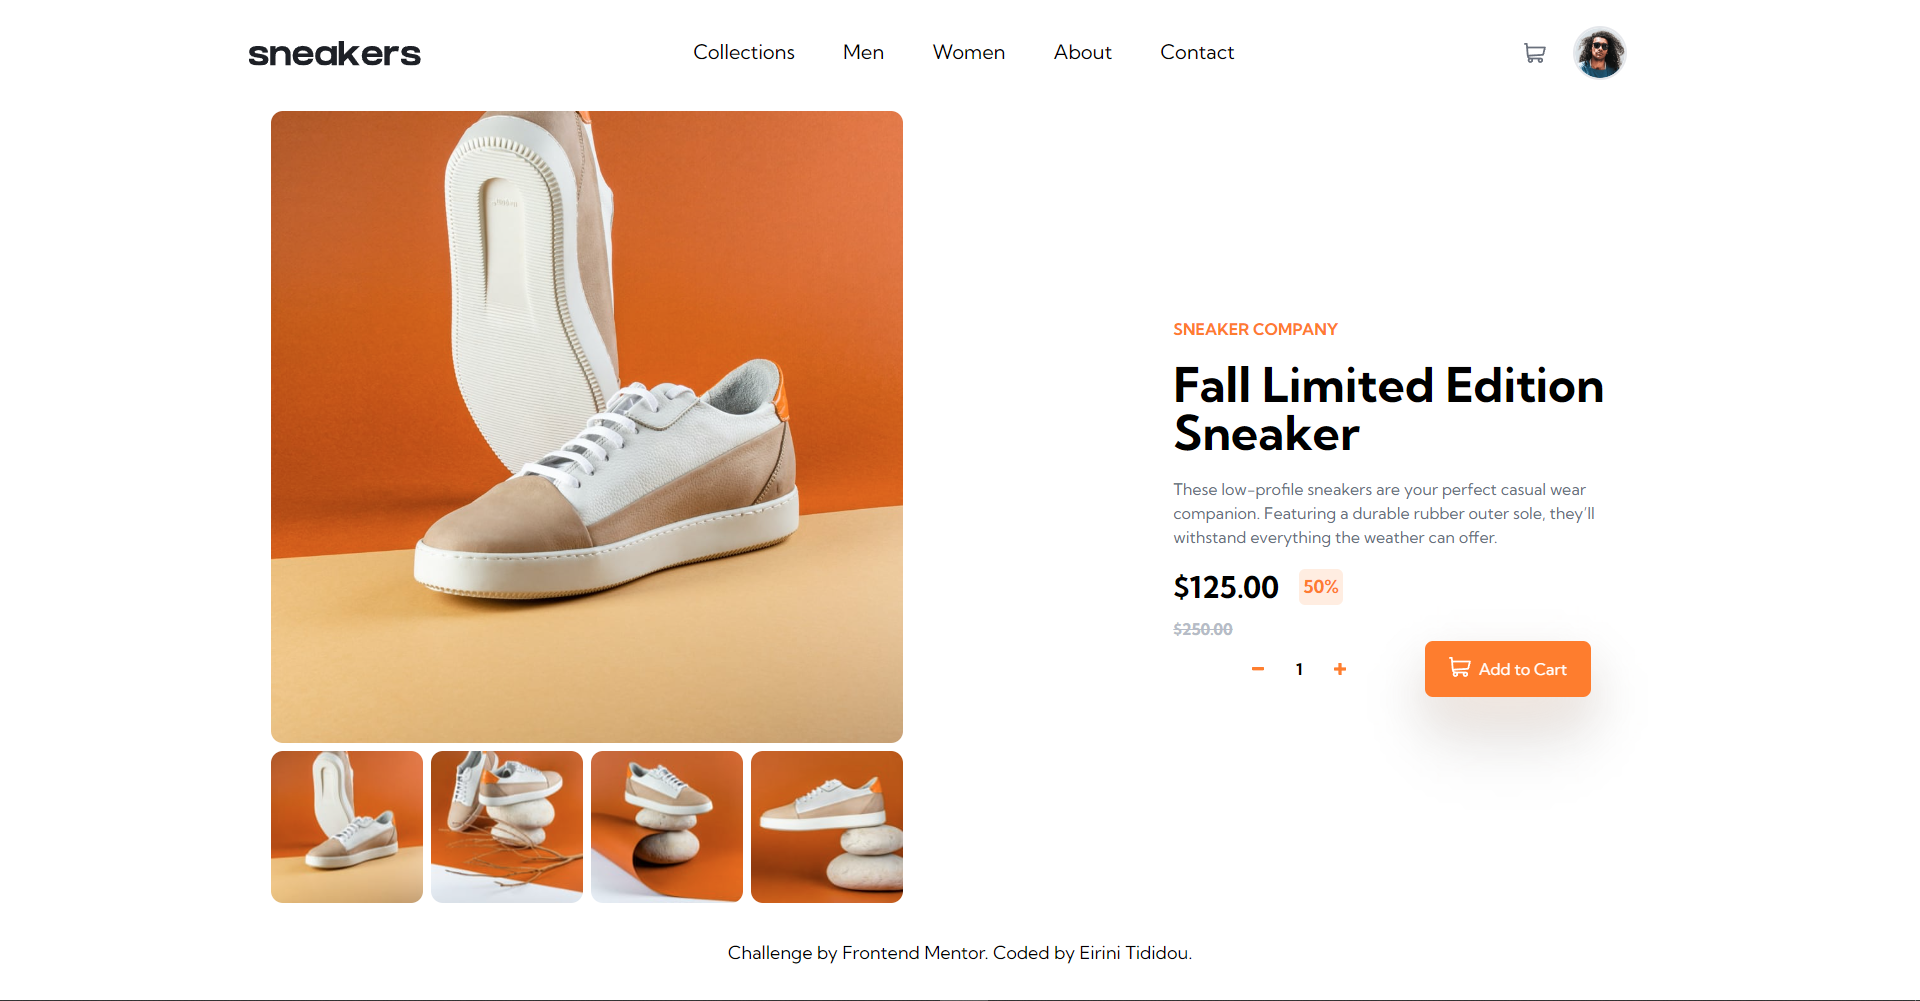 sneakers
Collections Men Women About Contact
SNEAKER COMPANY
Fall Limited Edition
Sneaker
These low-profile sneakers are your perfect casual wear
companion. Featuring a durable rubber outer sole, they'll
withstand everything the weather can offer.
$125.00 50%
$250.00
1 Add to Cart
Challenge by Frontend Mentor. Coded by Eirini Tididou.